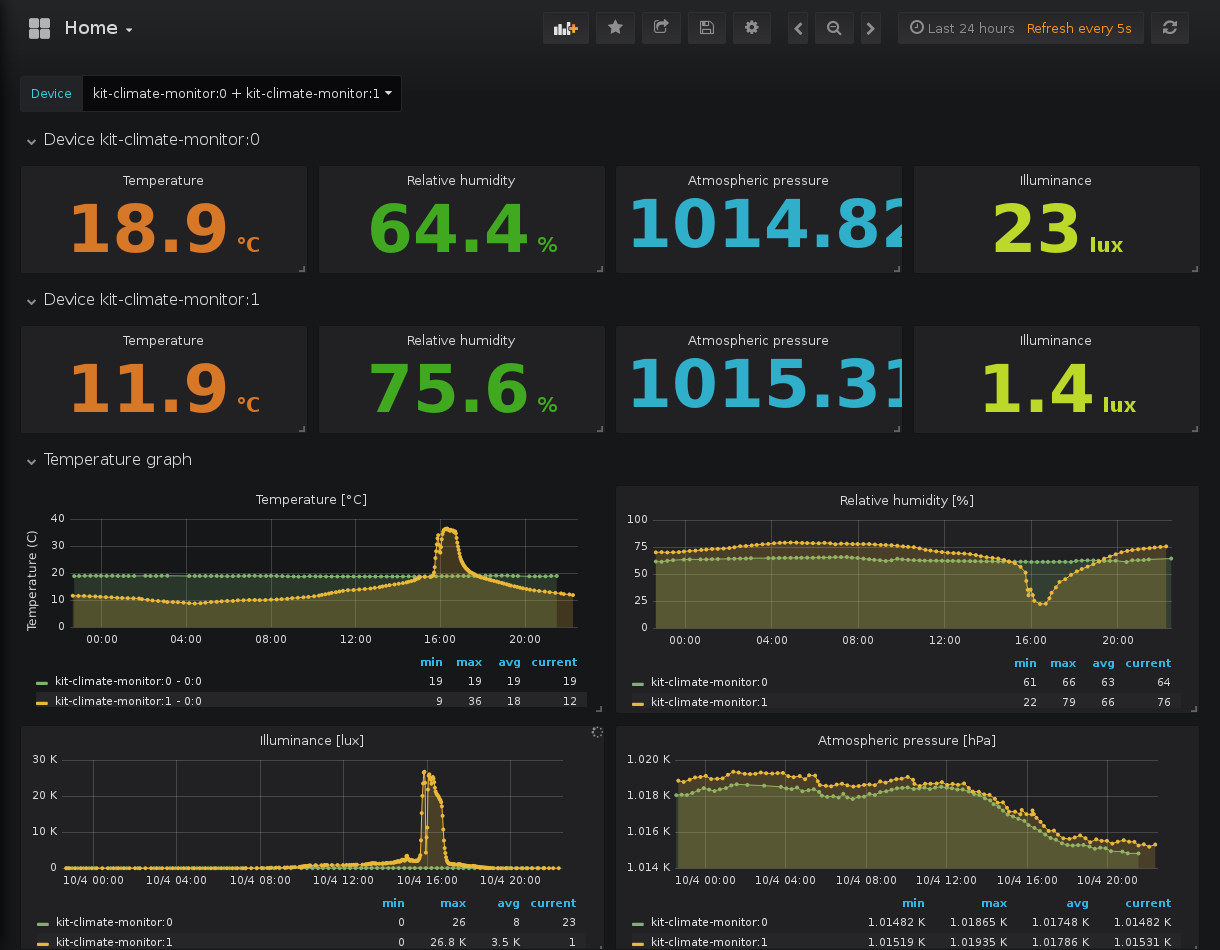 Home
Last 24 hours Refresh every 5s
Device kit-climate-monitor:0 + kit-climate-monitor:1
Device kit-climate-monitor:0
Temperature
18.9 °C
Relative humidity
64.4 %
Atmospheric pressure
1014.82
Illuminance
23 lux
Device kit-climate-monitor:1
Temperature
11.9 °C
Relative humidity
75.6 %
Atmospheric pressure
1015.31
Illuminance
1.4 lux
Temperature graph
Temperature [°C]
Temperature (C)
40
30
20
10
0
00:00 04:00 08:00 12:00 16:00 20:00
min max avg current
kit-climate-monitor:0 - 0:0 19 19 19 19
kit-climate-monitor:1 - 0:0 9 36 18 12
Relative humidity [%]
100
75
50
25
0
00:00 04:00 08:00 12:00 16:00 20:00
min max avg current
kit-climate-monitor:0 61 66 63 64
kit-climate-monitor:1 22 79 66 76
Illuminance [lux]
30 K
20 K
10 K
0
10/4 00:00 10/4 04:00 10/4 08:00 10/4 12:00 10/4 16:00 10/4 20:00
min max avg current
kit-climate-monitor:0 0 26 8 23
kit-climate-monitor:1 0 26.8 K 3.5 K 1
Atmospheric pressure [hPa]
1.020 K
1.018 K
1.016 K
1.014 K
10/4 00:00 10/4 04:00 10/4 08:00 10/4 12:00 10/4 16:00 10/4 20:00
min max avg current
kit-climate-monitor:0 1.01482 K 1.01865 K 1.01748 K 1.01482 K
kit-climate-monitor:1 1.01519 K 1.01935 K 1.01786 K 1.01531 K